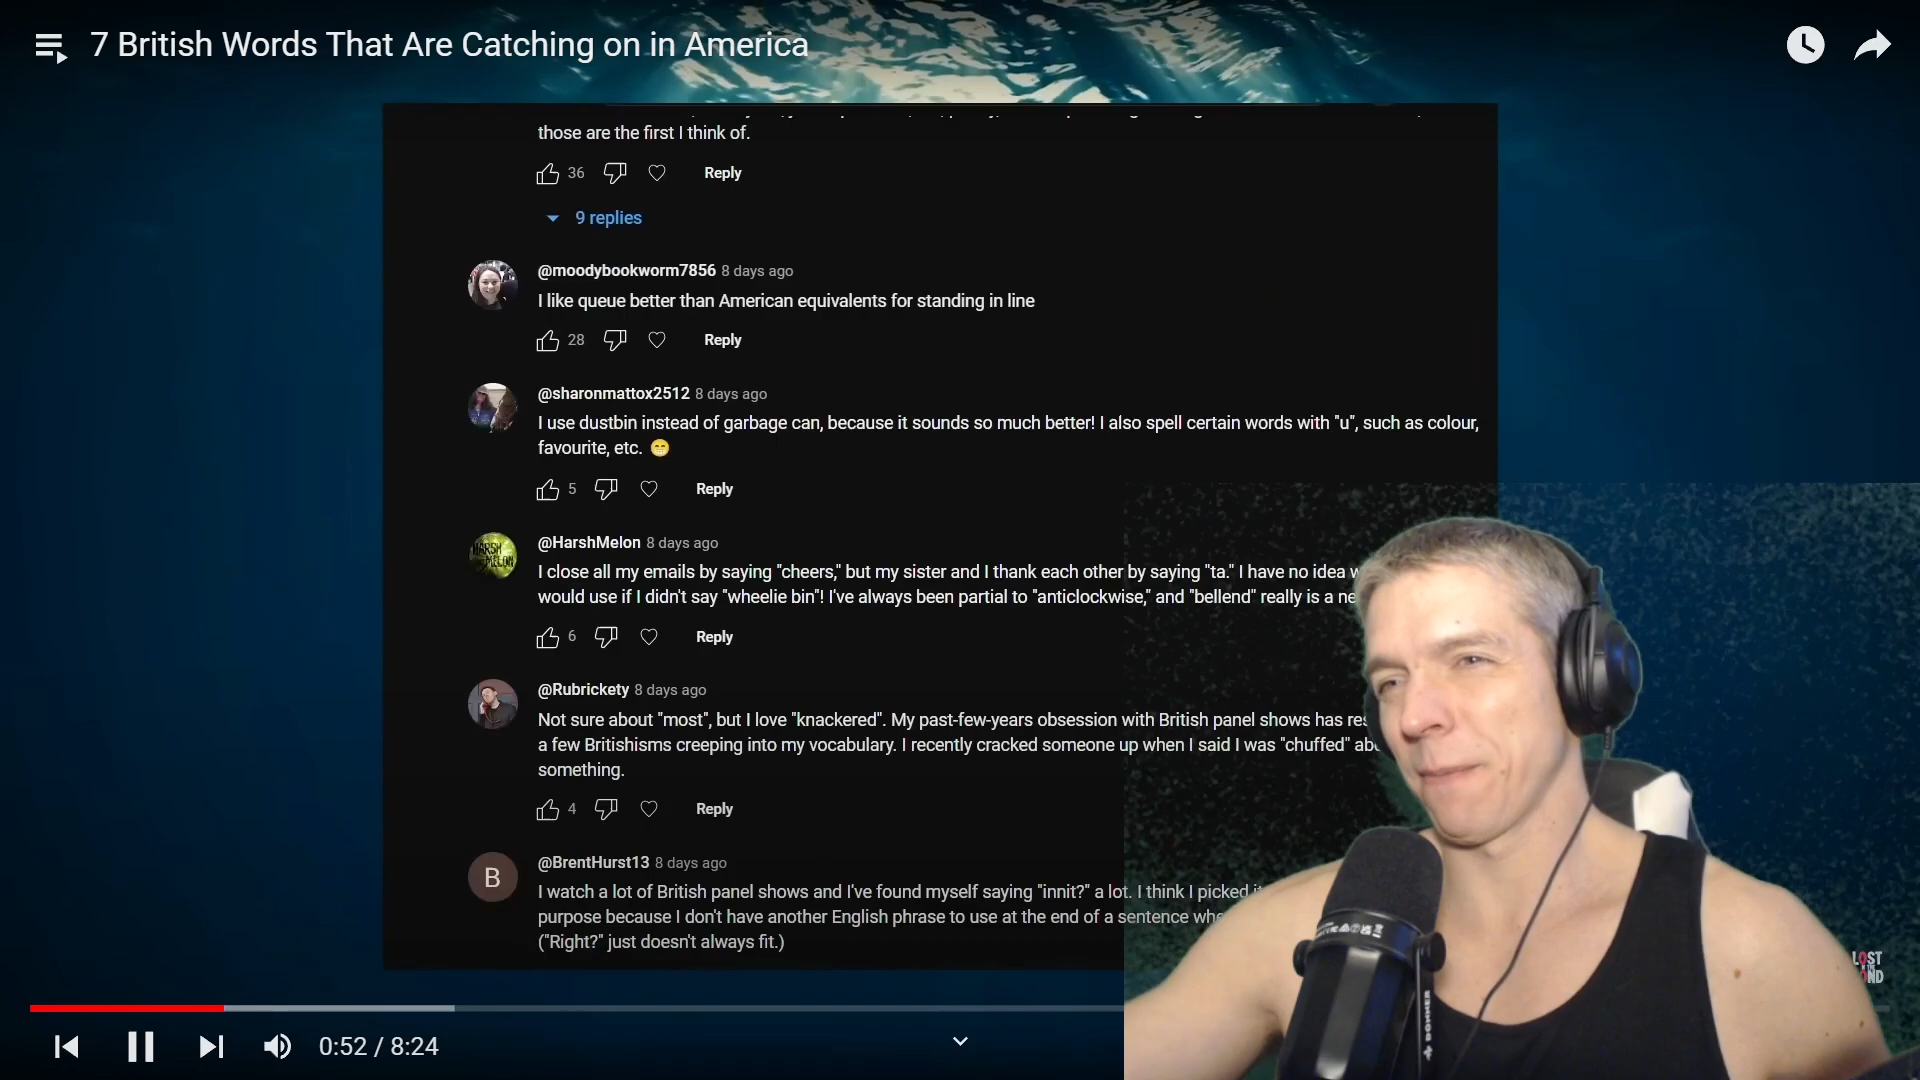 7 British Words That Are Catching on in America
those are the first I think of.
36 Reply
9 replies
@moodybookworm7856 8 days ago
I like queue better than American equivalents for standing in line
28 Reply
@sharonmattox2512 8 days ago
I use dustbin instead of garbage can, because it sounds so much better! I also spell certain words with "u", such as colour,
favourite, etc. 😁
5 Reply
@HarshMelon 8 days ago
HARSH
MELON
I close all my emails by saying "cheers," but my sister and I thank each other by saying "ta." I have no idea
would use if I didn't say "wheelie bin"! I've always been partial to "anticlockwise," and "bellend" really is a
6 Reply
@Rubrickety 8 days ago
Not sure about "most", but I love "knackered". My past-few-years obsession with British panel shows has
a few Britishisms creeping into my vocabulary. I recently cracked someone up when I said I was "chuffed"
something.
4 Reply
B
@BrentHurst13 8 days ago
I watch a lot of British panel shows and I've found myself saying "innit?" a lot. I think I picked
purpose because I don't have another English phrase to use at the end of a sentence
("Right?" just doesn't always fit.)
LOST
IN THE
POND
DONNER
0:52 / 8:24